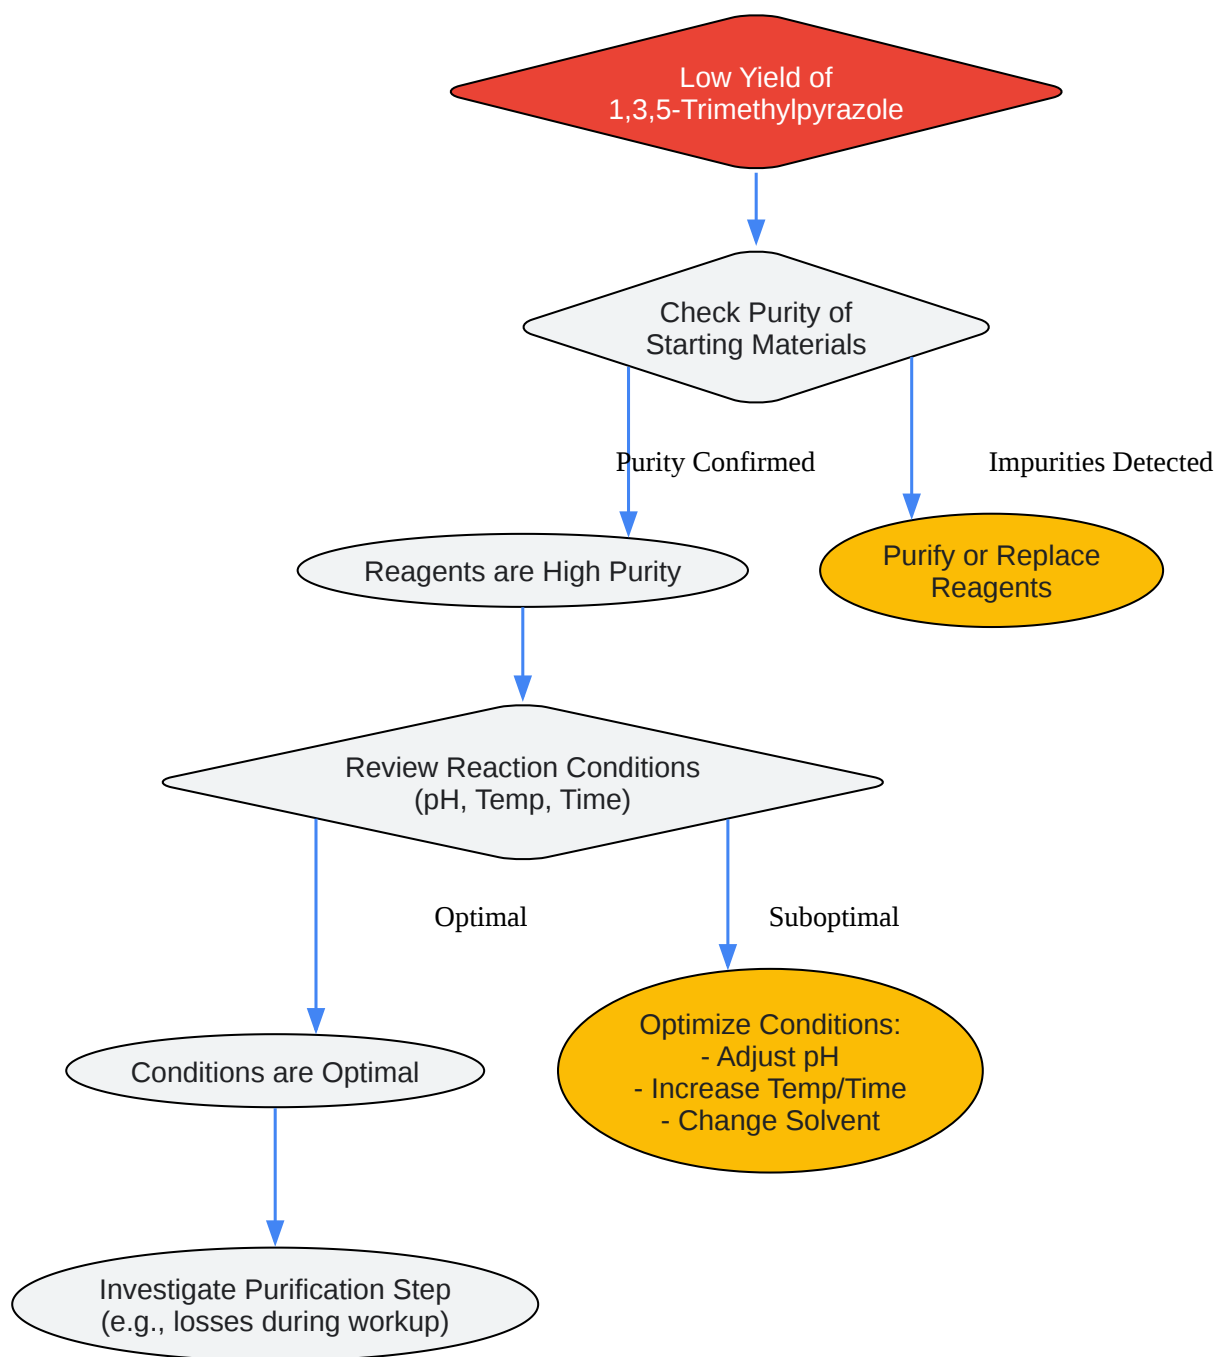 Low Yield of
1,3,5-Trimethylpyrazole
Check Purity of
Starting Materials
Purity Confirmed
Impurities Detected
Reagents are High Purity
Purify or Replace
Reagents
Review Reaction Conditions
(pH, Temp, Time)
Optimal
Suboptimal
Conditions are Optimal
Optimize Conditions:
- Adjust pH
- Increase Temp/Time
- Change Solvent
Investigate Purification Step
(e.g., losses during workup)